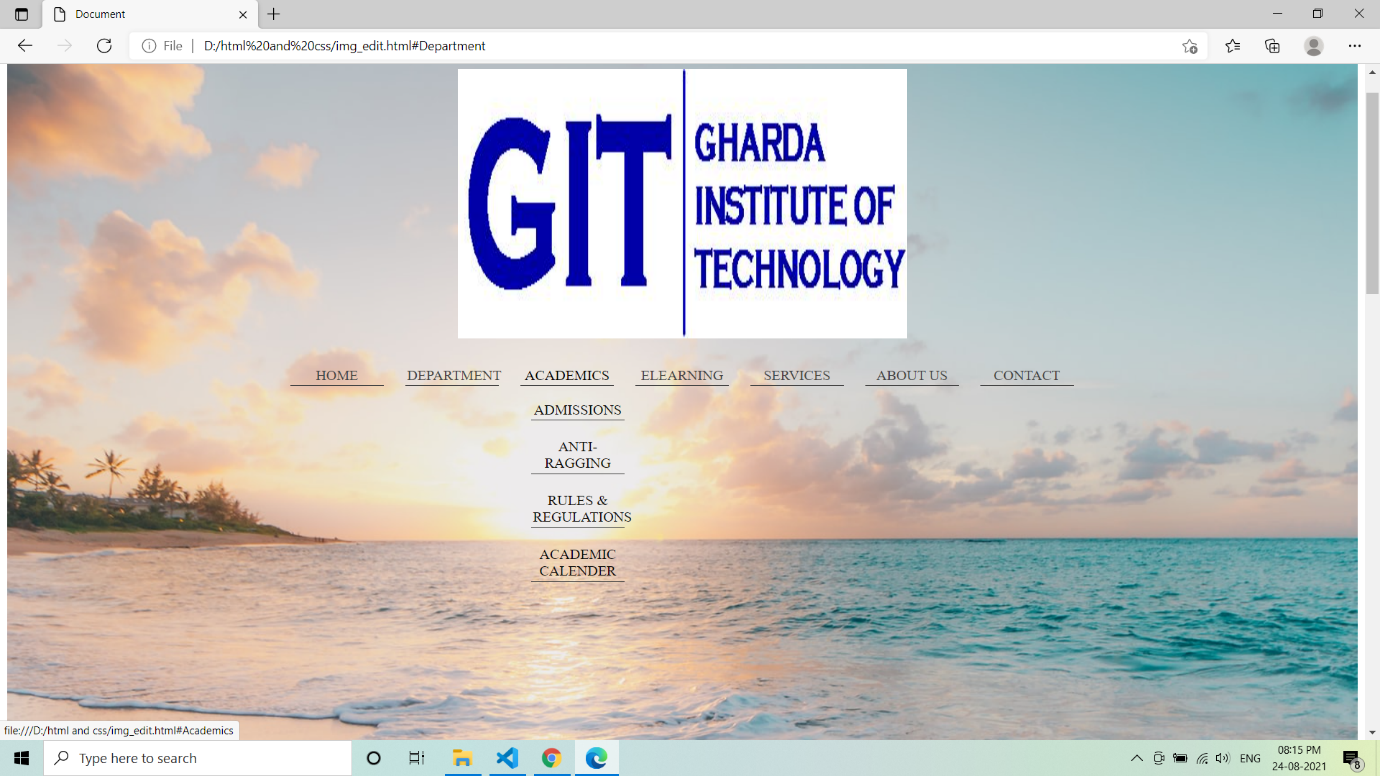 Document
File
D:/html%20and%20css/img_edit.html#Department
GIT
GHARDA
INSTITUTE OF
TECHNOLOGY
HOME DEPARTMENT ACADEMICS ELEARNING SERVICES ABOUT US CONTACT
ADMISSIONS
ANTI-
RAGGING
RULES &
REGULATIONS
ACADEMIC
CALENDER
file:///D:/html and css/img_edit.html#Academics
Type here to search
ENG
08:15 PM
24-08-2021
8